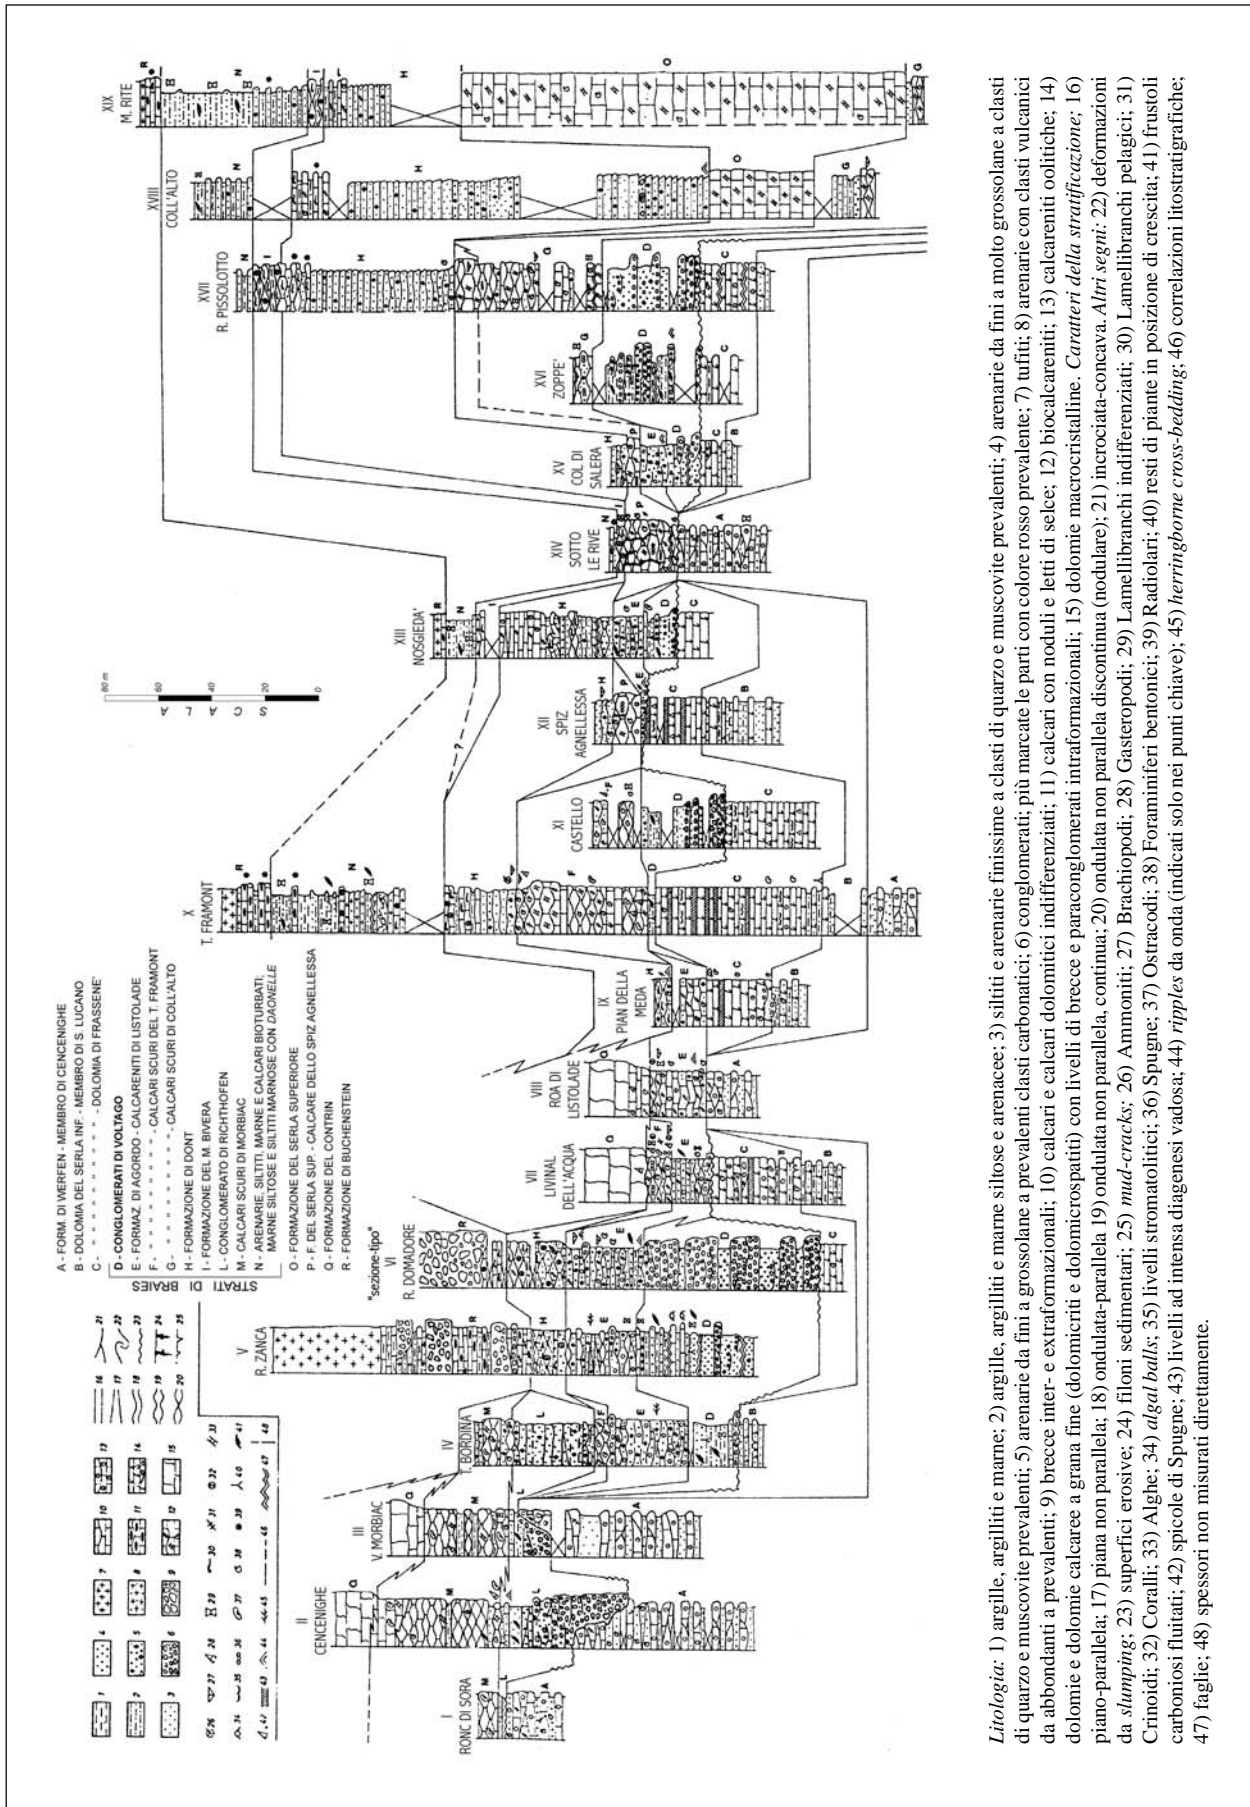 A - FORM. DI WERFEN - MEMBRO DI CENCENIGHE
B - DOLOMIA DEL SERLA INF. - MEMBRO DI S. LUCANO
C - " " " " " " " " - DOLOMIA DI FRASSENE'
D - CONGLOMERATI DI VOLTAGO
E - FORMAZ. DI AGORDO - CALCARENITI DI LISTOLADE
F - " " " " " " - CALCARI SCURI DEL T. FRAMONT
G - " " " " " " - CALCARI SCURI DI COLL'ALTO
H - FORMAZIONE DI DONT
I - FORMAZIONE DEL M. BIVERA
L - CONGLOMERATO DI RICHTHOFEN
M - CALCARI SCURI DI MORBIAC
N - ARENARIE, SILTITI, MARNE E CALCARI BIOTURBATI;
MARNE SILTOSE E SILTITI MARNOSE CON DAONELLE
O - FORMAZIONE DEL SERLA SUPERIORE
P - F. DEL SERLA SUP. - CALCARE DELLO SPIZ AGNELLESSA
Q - FORMAZIONE DEL CONTRIN
R - FORMAZIONE DI BUCHENSTEIN
STRATI DI BRAIES
SCALA
0 20 40 60 80 m
I
RONC DI SORA
II
CENCENIGHE
III
V. MORBIAC
IV
T. BORDINA
V
R. ZANCA
"sezione-tipo"
VI
R. DOMADORE
VII
LIVINAL
DELL'ACQUA
VIII
ROA DI
LISTOLADE
IX
PIAN DELLA
MEDA
X
T. FRAMONT
XI
CASTELLO
XII
SPIZ
AGNELLESSA
XIII
NOSGIEDA'
XIV
SOTTO
LE RIVE
XV
COL DI
SALERA
XVI
ZOPPE'
XVII
R. PISSOLOTTO
XVIII
COLL'ALTO
XIX
M. RITE
Litologia: 1) argille, argilliti e marne; 2) argille, argilliti e marne siltose e arenacee; 3) siltiti e arenarie finissime a clasti di quarzo e muscovite prevalenti; 4) arenarie da fini a molto grossolane a clasti
di quarzo e muscovite prevalenti; 5) arenarie da fini a grossolane a prevalenti clasti carbonatici; 6) conglomerati; più marcate le parti con colore rosso prevalente; 7) tufiti; 8) arenarie con clasti vulcanici
da abbondanti a prevalenti; 9) brecce inter- e extraformazionali; 10) calcari e calcari dolomitici indifferenziati; 11) calcari con noduli e letti di selce; 12) biocalcareniti; 13) calcareniti oolitiche; 14)
dolomie e dolomie calcaree a grana fine (dolomicriti e dolomicrospatiti) con livelli di brecce e paraconglomerati intraformazionali; 15) dolomie macrocristalline. Caratteri della stratificazione; 16)
piano-parallela; 17) piana non parallela; 18) ondulata-parallela 19) ondulata non parallela, continua; 20) ondulata non parallela discontinua (nodulare); 21) incrociata-concava. Altri segni: 22) deformazioni
da slumping; 23) superfici erosive; 24) filoni sedimentari; 25) mud-cracks; 26) Ammoniti; 27) Brachiopodi; 28) Gasteropodi; 29) Lamellibranchi indifferenziati; 30) Lamellibranchi pelagici; 31)
Crinoidi; 32) Coralli; 33) Alghe; 34) algal balls; 35) livelli stromatolitici; 36) Spugne; 37) Ostracodi; 38) Foraminiferi bentonici; 39) Radiolari; 40) resti di piante in posizione di crescita; 41) frustoli
carboniosi fluitati; 42) spicole di Spugne; 43) livelli ad intensa diagenesi vadosa; 44) ripples da onda (indicati solo nei punti chiave); 45) herringborne cross-bedding; 46) correlazioni litostratigrafiche;
47) faglie; 48) spessori non misurati direttamente.